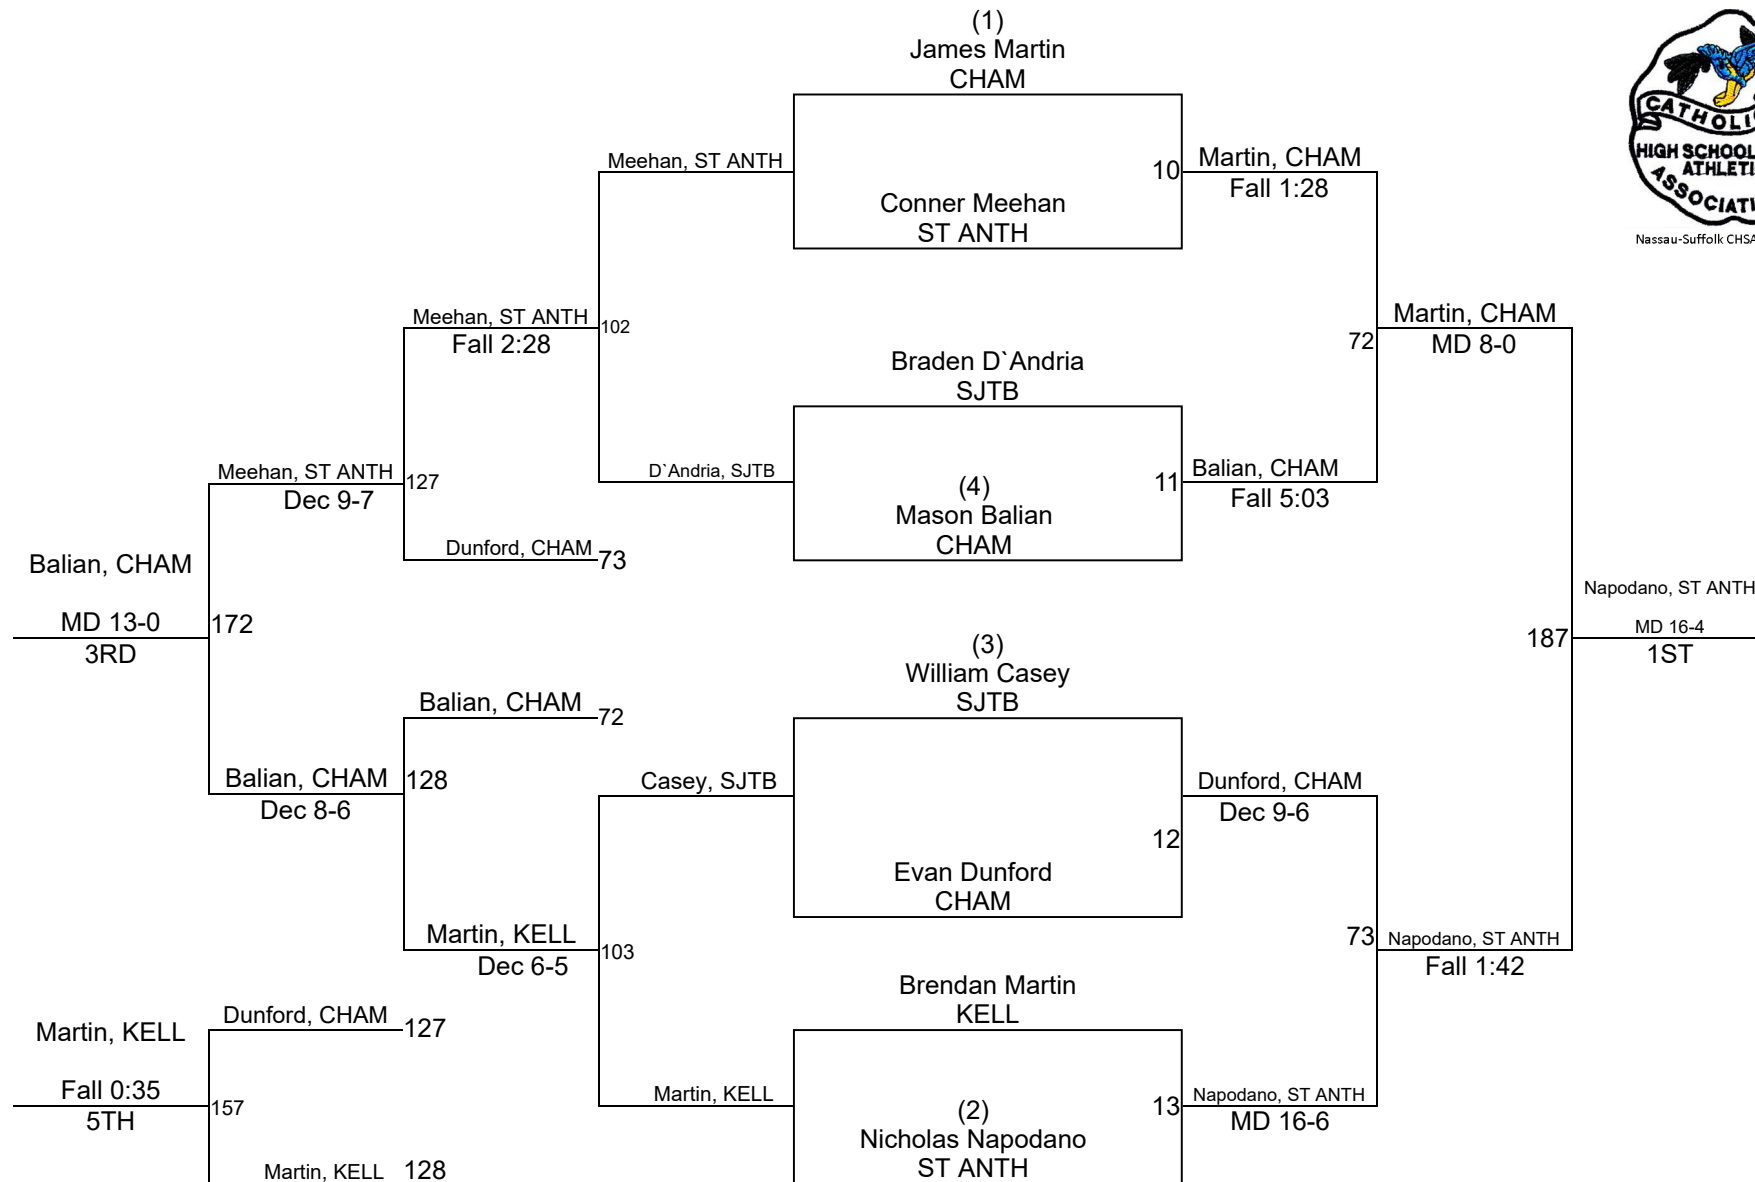 (1)
James Martin
CHAM
Meehan, ST ANTH
10
Martin, CHAM
Fall 1:28
Conner Meehan
ST ANTH
HIGH SCHOOL
Meehan, ST ANTH
Fall 2:28
102
Martin, CHAM
MD 8-0
72
Braden D`Andria
SJTB
Meehan, ST ANTH
Dec 9-7
127
D`Andria, SJTB
(4)
Mason Balian
CHAM
11
Balian, CHAM
Fall 5:03
Dunford, CHAM
73
Balian, CHAM
MD 13-0
3RD
172
Napodano, ST ANTH
MD 16-4
1ST
187
(3)
William Casey
SJTB
Balian, CHAM
72
Balian, CHAM
Dec 8-6
128
Casey, SJTB
Dunford, CHAM
Dec 9-6
12
Evan Dunford
CHAM
Martin, KELL
Dec 6-5
103
73
Napodano, ST ANTH
Fall 1:42
Brendan Martin
KELL
Dunford, CHAM
127
Martin, KELL
Fall 0:35
5TH
157
Martin, KELL
13
Napodano, ST ANTH
MD 16-6
(2)
Nicholas Napodano
ST ANTH
Martin, KELL
128